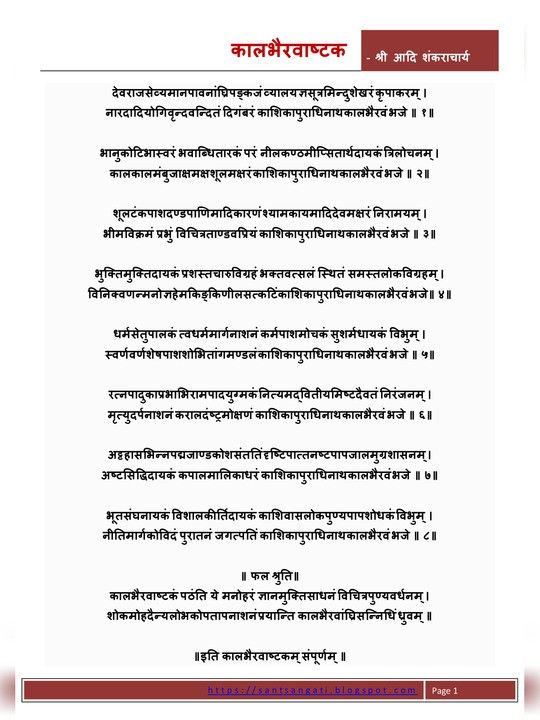 कालभैरवाष्टक - श्री आदि शंकराचार्य
देवराजसेव्यमानपावनांघ्रिपङ्कजं व्यालयज्ञसूत्रमिन्दुशेखरं कृपाकरम् ।
नारदादियोगिवृन्दवन्दितं दिगंबरं काशिकापुराधिनाथकालभैरवं भजे ॥ १॥
भानुकोटिभास्वरं भवाब्धितारकं परं नीलकण्ठमीप्सितार्थदायकं त्रिलोचनम् ।
कालकालमंबुजाक्षमक्षशूलमक्षरं काशिकापुराधिनाथकालभैरवं भजे ॥ २॥
शूलटंकपाशदण्डपाणिमादिकारणं श्यामकायमादिदेवमक्षरं निरामयम् ।
भीमविक्रमं प्रभुं विचित्रताण्डवप्रियं काशिकापुराधिनाथकालभैरवं भजे ॥ ३॥
भुक्तिमुक्तिदायकं प्रशस्तचारुविग्रहं भक्तवत्सलं स्थितं समस्तलोकविग्रहम् ।
विनिक्वणन्मनोज्ञहेमकिङ्किणीलसत्कटिं काशिकापुराधिनाथकालभैरवं भजे॥ ४॥
धर्मसेतुपालकं त्वधर्ममार्गनाशनं कर्मपाशमोचकं सुशर्मधायकं विभुम् ।
स्वर्णवर्णशेषपाशशोभितांगमण्डलं काशिकापुराधिनाथकालभैरवं भजे ॥ ५॥
रत्नपादुकाप्रभाभिरामपादयुग्मकं नित्यमद्वितीयमिष्टदैवतं निरंजनम् ।
मृत्युदर्पनाशनं करालदंष्ट्रमोक्षणं काशिकापुराधिनाथकालभैरवं भजे ॥ ६॥
अट्टहासभिन्नपद्मजाण्डकोशसंततिं दृष्टिपात्तनष्टपापजालमुग्रशासनम् ।
अष्टसिद्धिदायकं कपालमालिकाधरं काशिकापुराधिनाथकालभैरवं भजे ॥ ७॥
भूतसंघनायकं विशालकीर्तिदायकं काशिवासलोकपुण्यपापशोधकं विभुम् ।
नीतिमार्गकोविदं पुरातनं जगत्पतिं काशिकापुराधिनाथकालभैरवं भजे ॥ ८॥
॥ फल श्रुति॥
कालभैरवाष्टकं पठंति ये मनोहरं ज्ञानमुक्तिसाधनं विचित्रपुण्यवर्धनम् ।
शोकमोहदैन्यलोभकोपतापनाशनं प्रयान्ति कालभैरवांघ्रिसन्निधिं ध्रुवम् ॥
॥इति कालभैरवाष्टकम् संपूर्णम् ॥
https://santsangati.blogspot.com Page 1